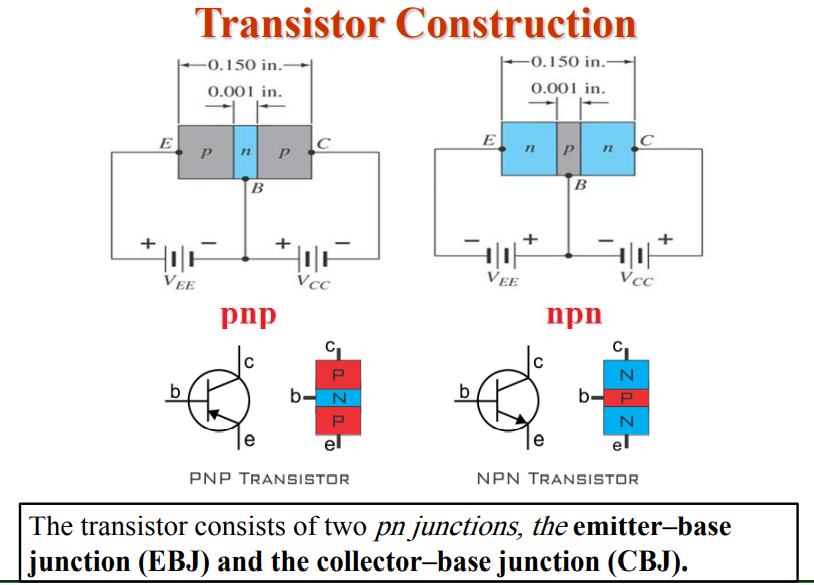 Transistor Construction
0.150 in.
0.001 in.
E
p
n
p
C
B
+
−
+
−
VEE
VCC
pnp
0.150 in.
0.001 in.
E
n
p
n
C
B
−
+
−
+
VEE
VCC
npn
c
b
e
c
P
b
N
P
e
PNP TRANSISTOR
c
b
e
c
N
b
P
N
e
NPN TRANSISTOR
The transistor consists of two pn junctions, the emitter–base
junction (EBJ) and the collector–base junction (CBJ).